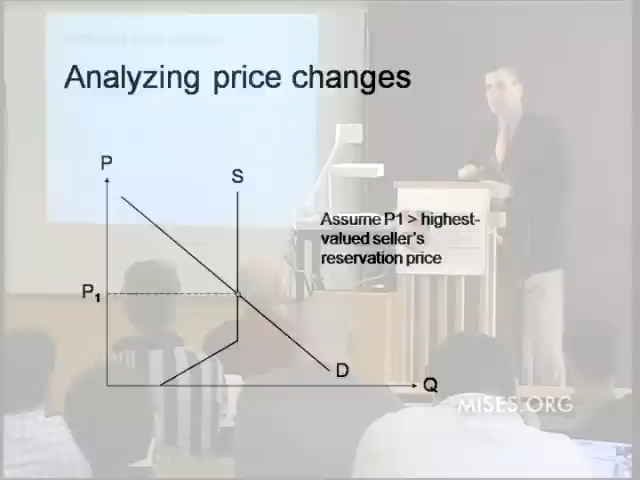 Analyzing price changes
P
S
Assume P1 > highest-
valued seller's
reservation price
P1
D
Q
MISES.ORG